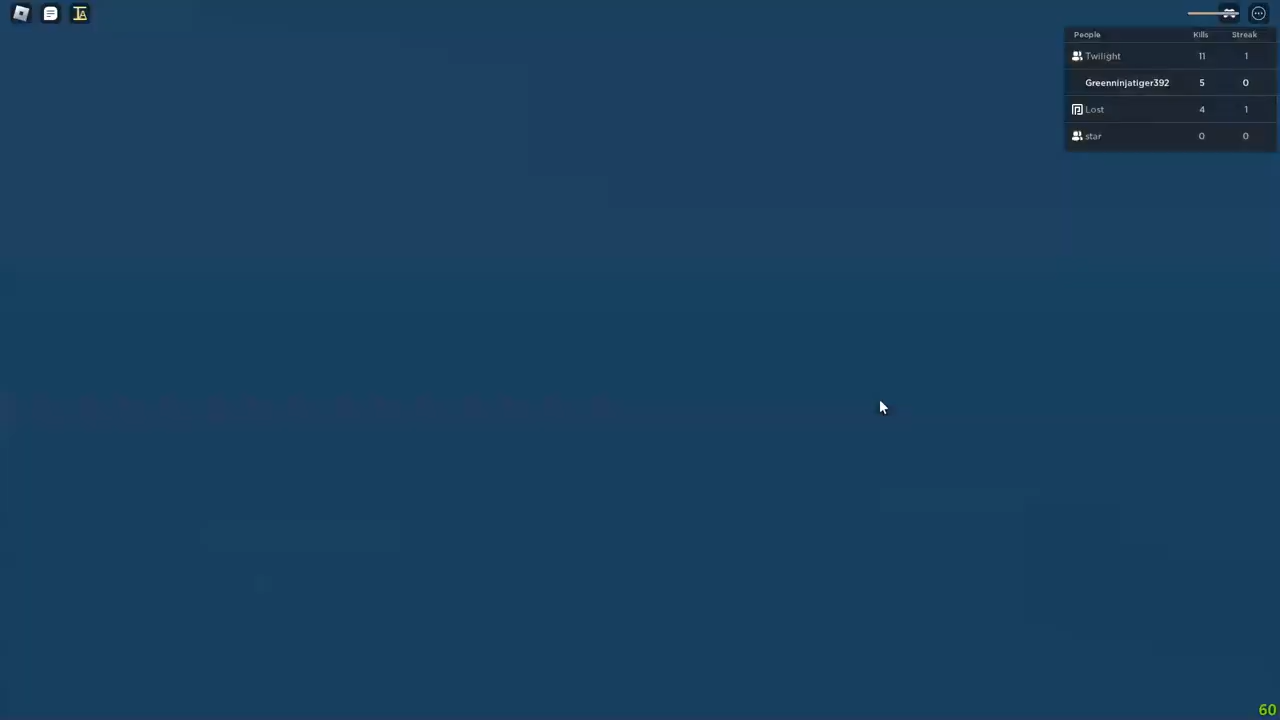 People Kills Streak
Twilight 11 1
Greenninjatiger392 5 0
Lost 4 1
star 0 0
60